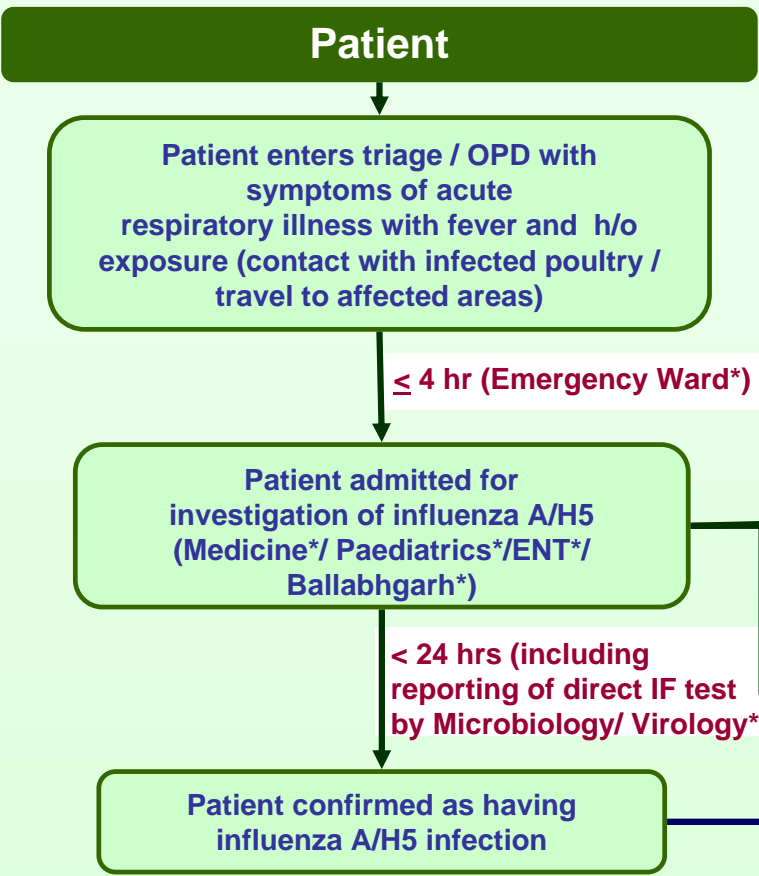 Patient
Patient enters triage / OPD with
symptoms of acute
respiratory illness with fever and h/o
exposure (contact with infected poultry /
travel to affected areas)
≤ 4 hr (Emergency Ward*)
Patient admitted for
investigation of influenza A/H5
(Medicine*/ Paediatrics*/ENT*/
Ballabhgarh*)
< 24 hrs (including
reporting of direct IF test
by Microbiology/ Virology*
Patient confirmed as having
influenza A/H5 infection